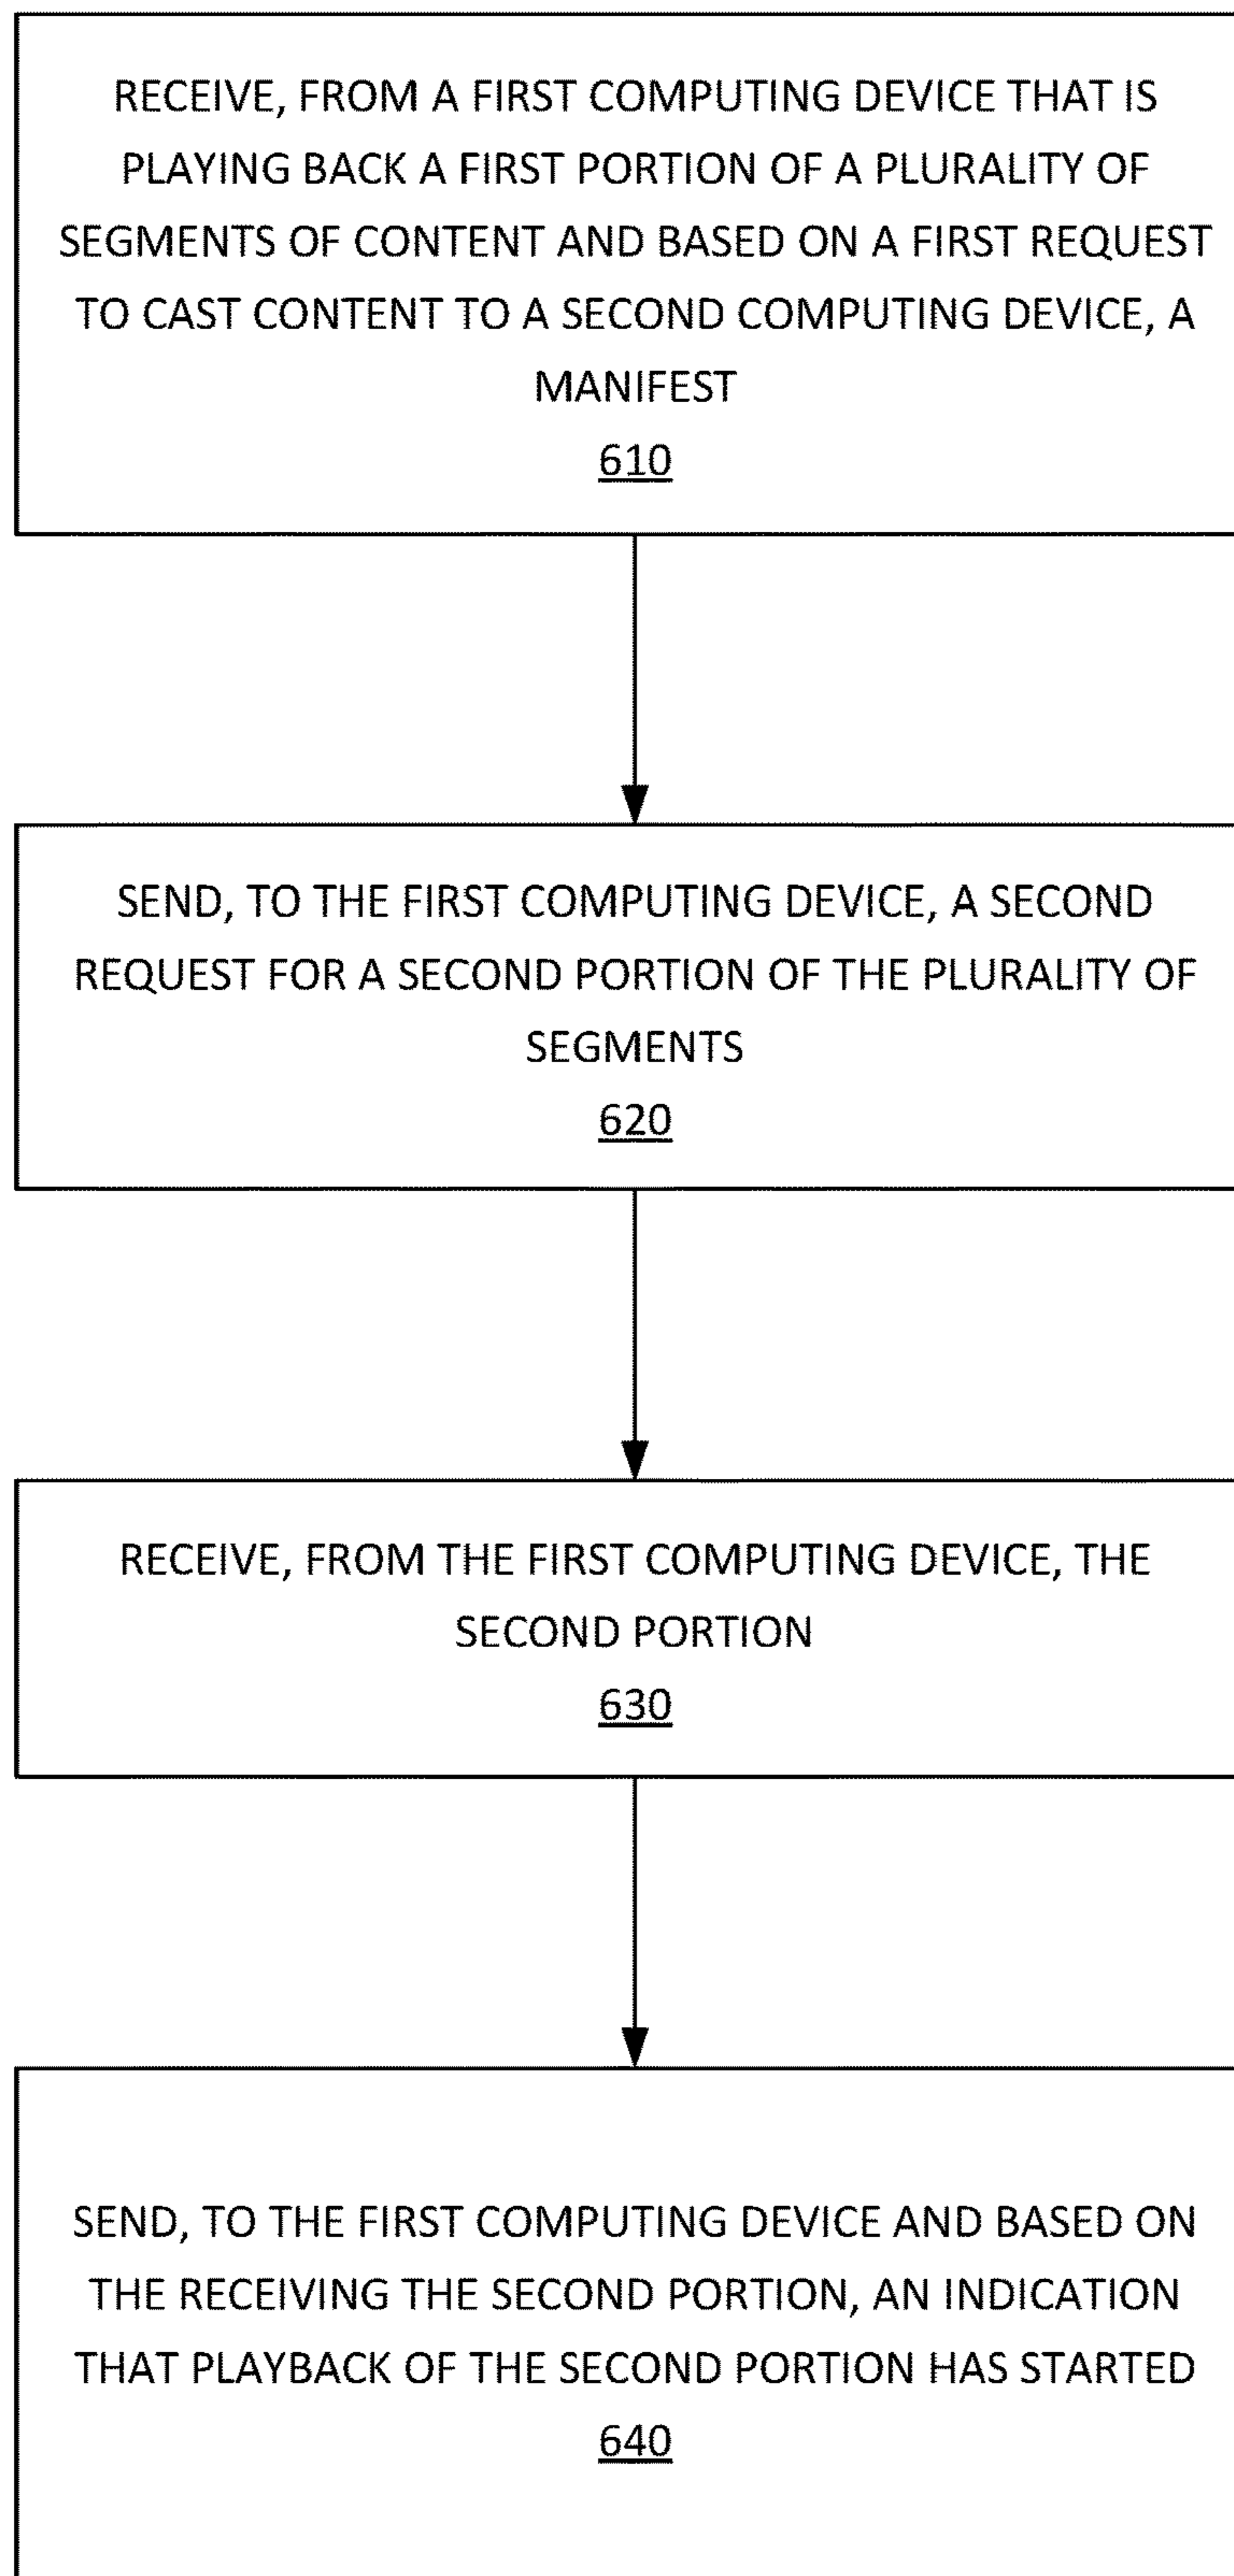 RECEIVE, FROM A FIRST COMPUTING DEVICE THAT IS
PLAYING BACK A FIRST PORTION OF A PLURALITY OF
SEGMENTS OF CONTENT AND BASED ON A FIRST REQUEST
TO CAST CONTENT TO A SECOND COMPUTING DEVICE, A
MANIFEST
610
SEND, TO THE FIRST COMPUTING DEVICE, A SECOND
REQUEST FOR A SECOND PORTION OF THE PLURALITY OF
SEGMENTS
620
RECEIVE, FROM THE FIRST COMPUTING DEVICE, THE
SECOND PORTION
630
SEND, TO THE FIRST COMPUTING DEVICE AND BASED ON
THE RECEIVING THE SECOND PORTION, AN INDICATION
THAT PLAYBACK OF THE SECOND PORTION HAS STARTED
640